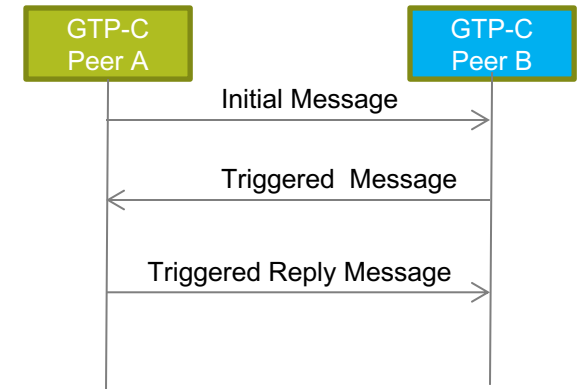 GTP-C
Peer A
GTP-C
Peer B
Initial Message
Triggered Message
Triggered Reply Message